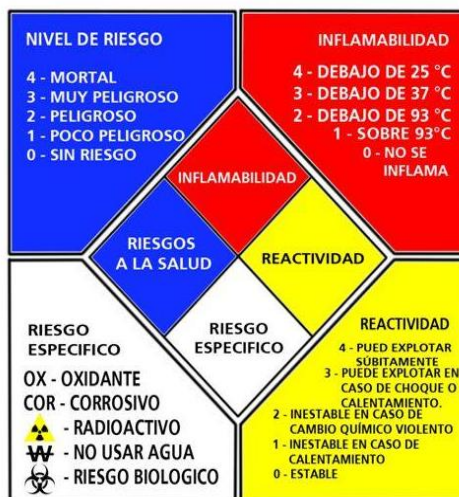 NIVEL DE RIESGO
4 - MORTAL
3 - MUY PELIGROSO
2 - PELIGROSO
1 - POCO PELIGROSO
0 - SIN RIESGO
INFLAMABILIDAD
4 - DEBAJO DE 25 °C
3 - DEBAJO DE 37 °C
2 - DEBAJO DE 93 °C
1 - SOBRE 93°C
0 - NO SE
INFLAMA
INFLAMABILIDAD
RIESGOS
A LA SALUD
REACTIVIDAD
RIESGO
ESPECIFICO
RIESGO
ESPECIFICO
OX - OXIDANTE
COR - CORROSIVO
- RADIOACTIVO
W - NO USAR AGUA
- RIESGO BIOLOGICO
REACTIVIDAD
4 - PUED EXPLOTAR
SÚBITAMENTE
3 - PUEDE EXPLOTAR EN
CASO DE CHOQUE O
CALENTAMIENTO.
2 - INESTABLE EN CASO DE
CAMBIO QUÍMICO VIOLENTO
1 - INESTABLE EN CASO DE
CALENTAMIENTO
0 - ESTABLE